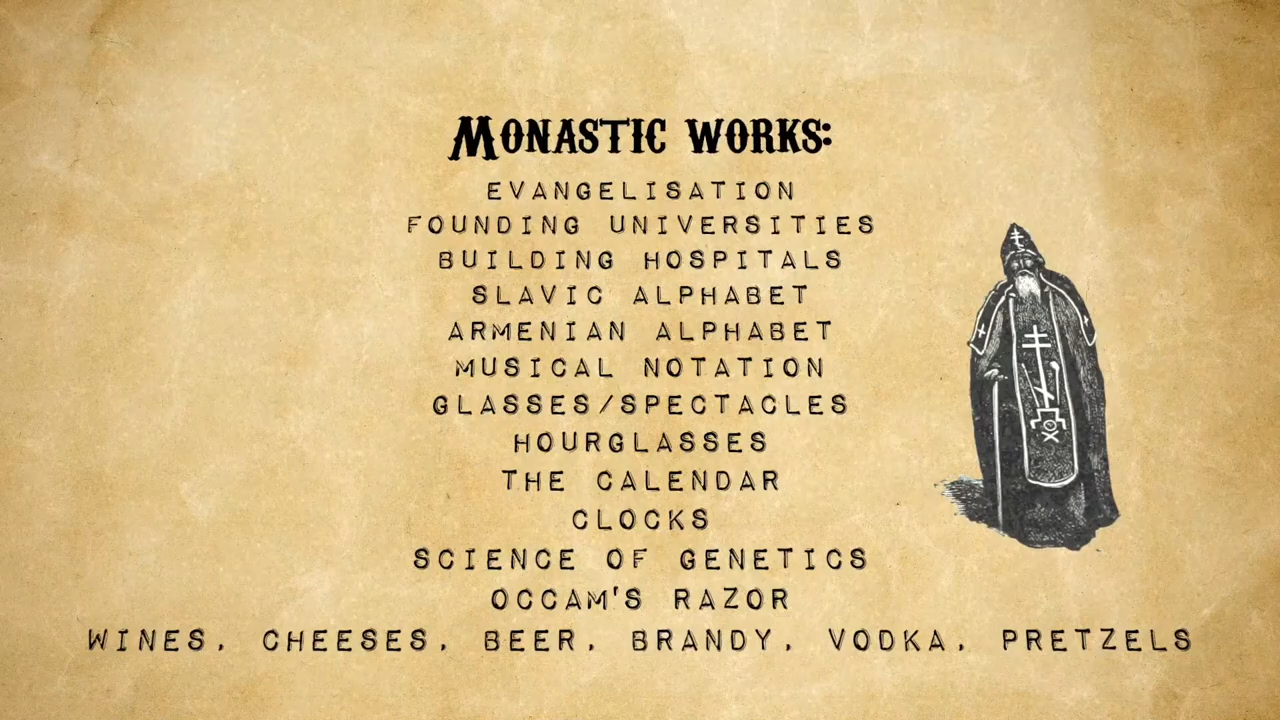 Monastic works:
EVANGELISATION
FOUNDING UNIVERSITIES
BUILDING HOSPITALS
SLAVIC ALPHABET
ARMENIAN ALPHABET
MUSICAL NOTATION
GLASSES/SPECTACLES
HOURGLASSES
THE CALENDAR
CLOCKS
SCIENCE OF GENETICS
OCCAM'S RAZOR
WINES, CHEESES, BEER, BRANDY, VODKA, PRETZELS